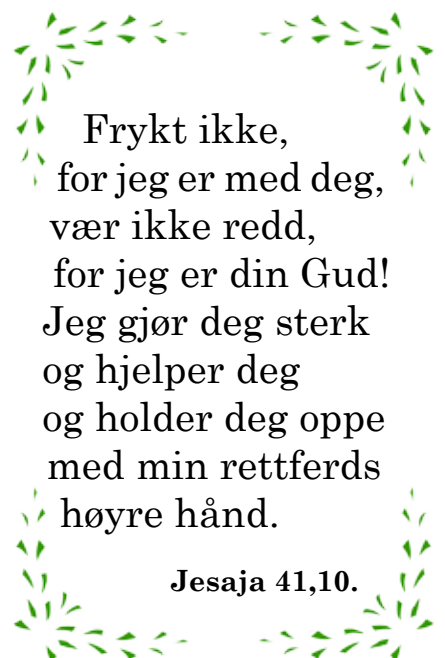 Frykt ikke,
for jeg er med deg,
vær ikke redd,
for jeg er din Gud!
Jeg gjør deg sterk
og hjelper deg
og holder deg oppe
med min rettferds
høyre hånd.
Jesaja 41,10.